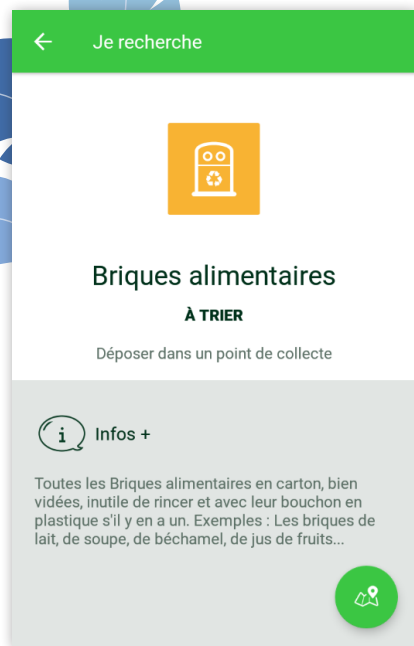 Je recherche
Briques alimentaires
À TRIER
Déposer dans un point de collecte
i Infos +
Toutes les Briques alimentaires en carton, bien
vidées, inutile de rincer et avec leur bouchon en
plastique s'il y en a un. Exemples : Les briques de
lait, de soupe, de béchamel, de jus de fruits...